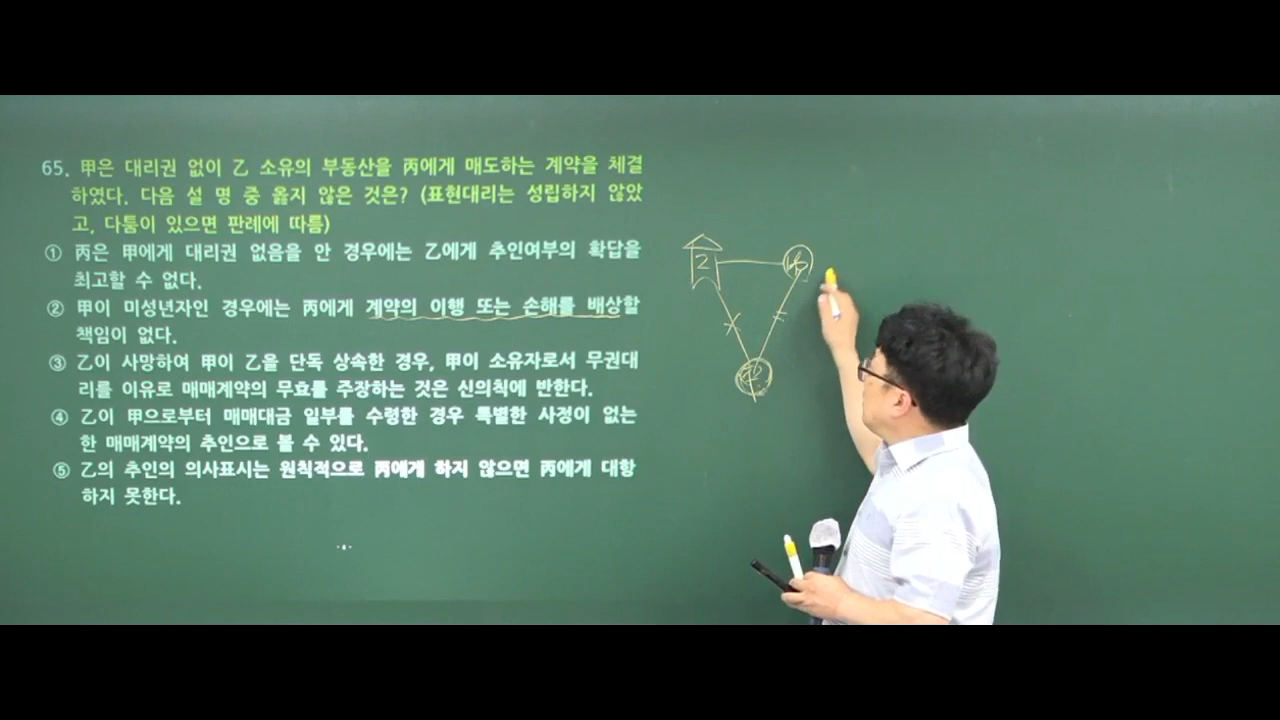 65. 甲은 대리권 없이 乙 소유의 부동산을 丙에게 매도하는 계약을 체결
하였다. 다음 설 명 중 옳지 않은 것은? (표현대리는 성립하지 않았
고, 다툼이 있으면 판례에 따름)
① 丙은 甲에게 대리권 없음을 안 경우에는 乙에게 추인여부의 확답을
최고할 수 없다.
② 甲이 미성년자인 경우에는 丙에게 계약의 이행 또는 손해를 배상할
책임이 없다.
③ 乙이 사망하여 甲이 乙을 단독 상속한 경우, 甲이 소유자로서 무권대
리를 이유로 매매계약의 무효를 주장하는 것은 신의칙에 반한다.
④ 乙이 甲으로부터 매매대금 일부를 수령한 경우 특별한 사정이 없는
한 매매계약의 추인으로 볼 수 있다.
⑤ 乙의 추인의 의사표시는 원칙적으로 丙에게 하지 않으면 丙에게 대항
하지 못한다.